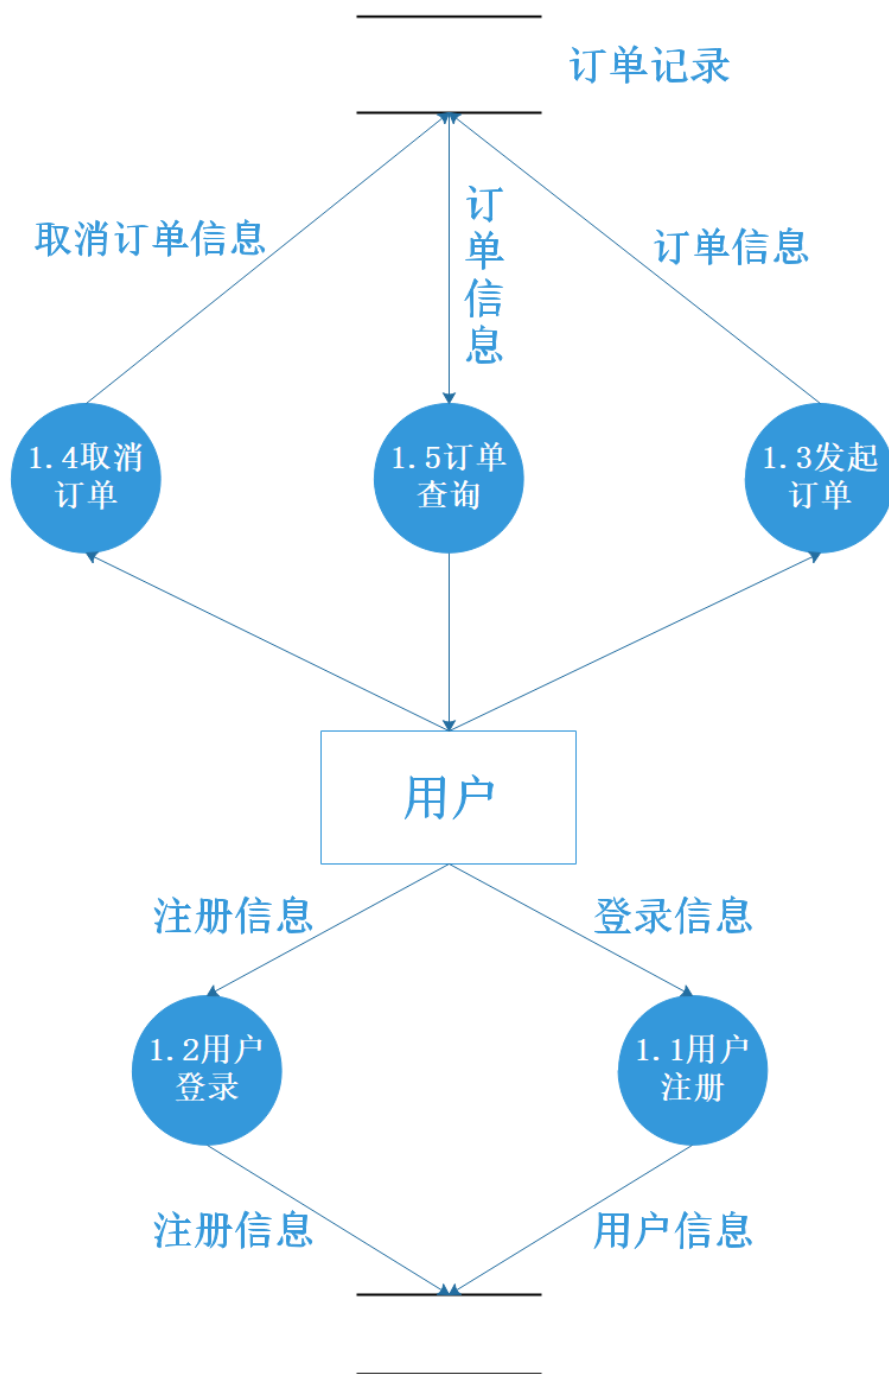 订单记录
取消订单信息
订单信息
订单信息
1.4取消
订单
1.5订单
查询
1.3发起
订单
用户
注册信息
登录信息
1.2用户
登录
1.1用户
注册
注册信息
用户信息